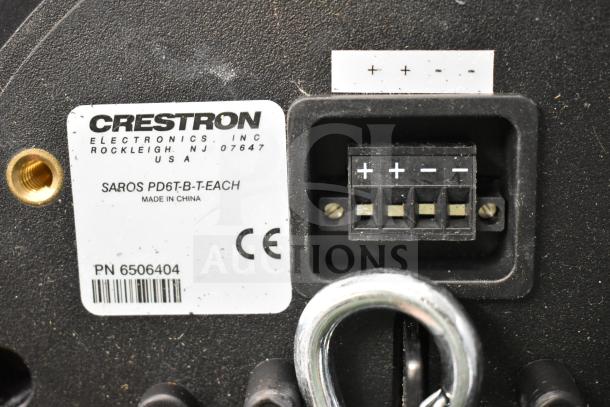 + + - -
CRESTRON
ELECTRONICS, INC
ROCKLEIGH, NJ 07647
USA
SAROS PD6T-B-T-EACH
MADE IN CHINA
CE
PN 6506404
+ + - -
AUCTIONS